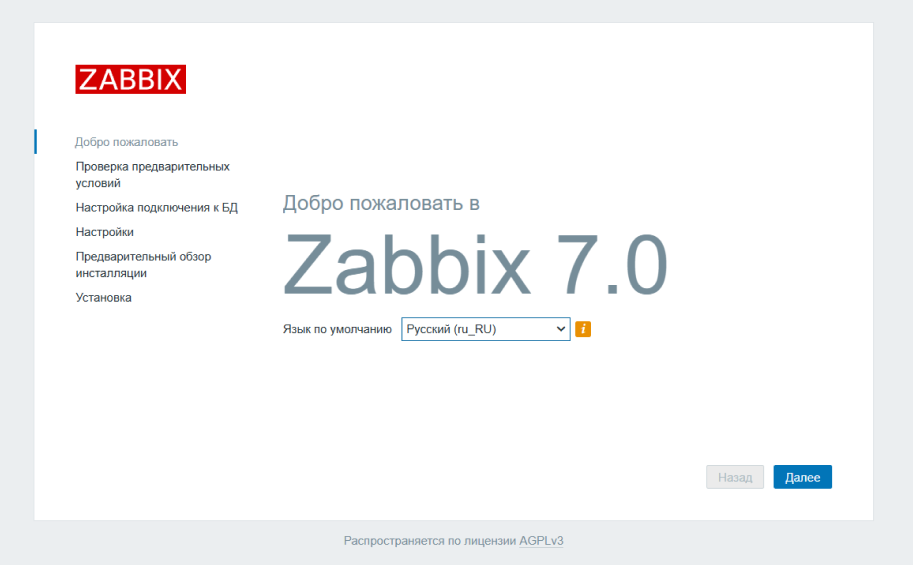 ZABBIX
Добро пожаловать
Проверка предварительных
условий
Настройка подключения к БД
Настройки
Предварительный обзор
инсталляции
Установка
Добро пожаловать в
Zabbix 7.0
Язык по умолчанию Русский (ru_RU) i
Назад Далее
Распространяется по лицензии AGPLv3